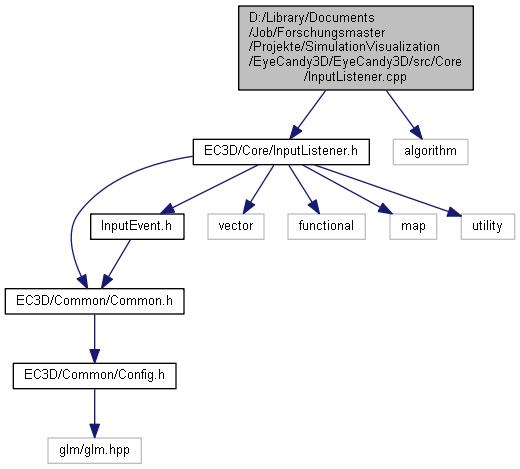 D:/Library/Documents
/Job/Forschungsmaster
/Projekte/SimulationVisualization
/EyeCandy3D/EyeCandy3D/src/Core
/InputListener.cpp
EC3D/Core/InputListener.h
algorithm
InputEvent.h
vector
functional
map
utility
EC3D/Common/Common.h
EC3D/Common/Config.h
glm/glm.hpp